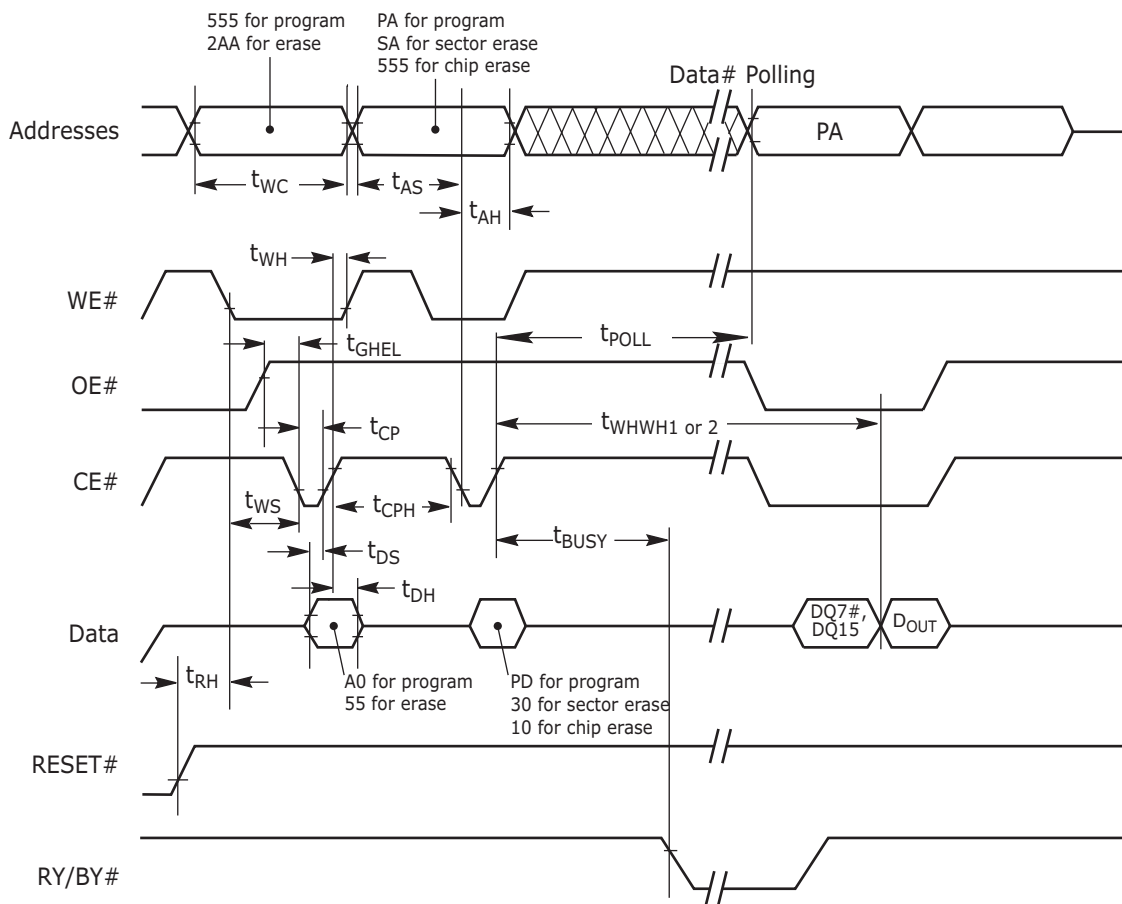 555 for program
2AA for erase
PA for program
SA for sector erase
555 for chip erase
Data# Polling
Addresses
PA
tWC
tAS
tAH
tWH
WE#
tGHEL
tPOLL
OE#
tCP
tWHWH1 or 2
CE#
tWS
tCPH
tBUSY
tDS
tDH
Data
DQ7#,
DQ15
DOUT
tRH
A0 for program
55 for erase
PD for program
30 for sector erase
10 for chip erase
RESET#
RY/BY#